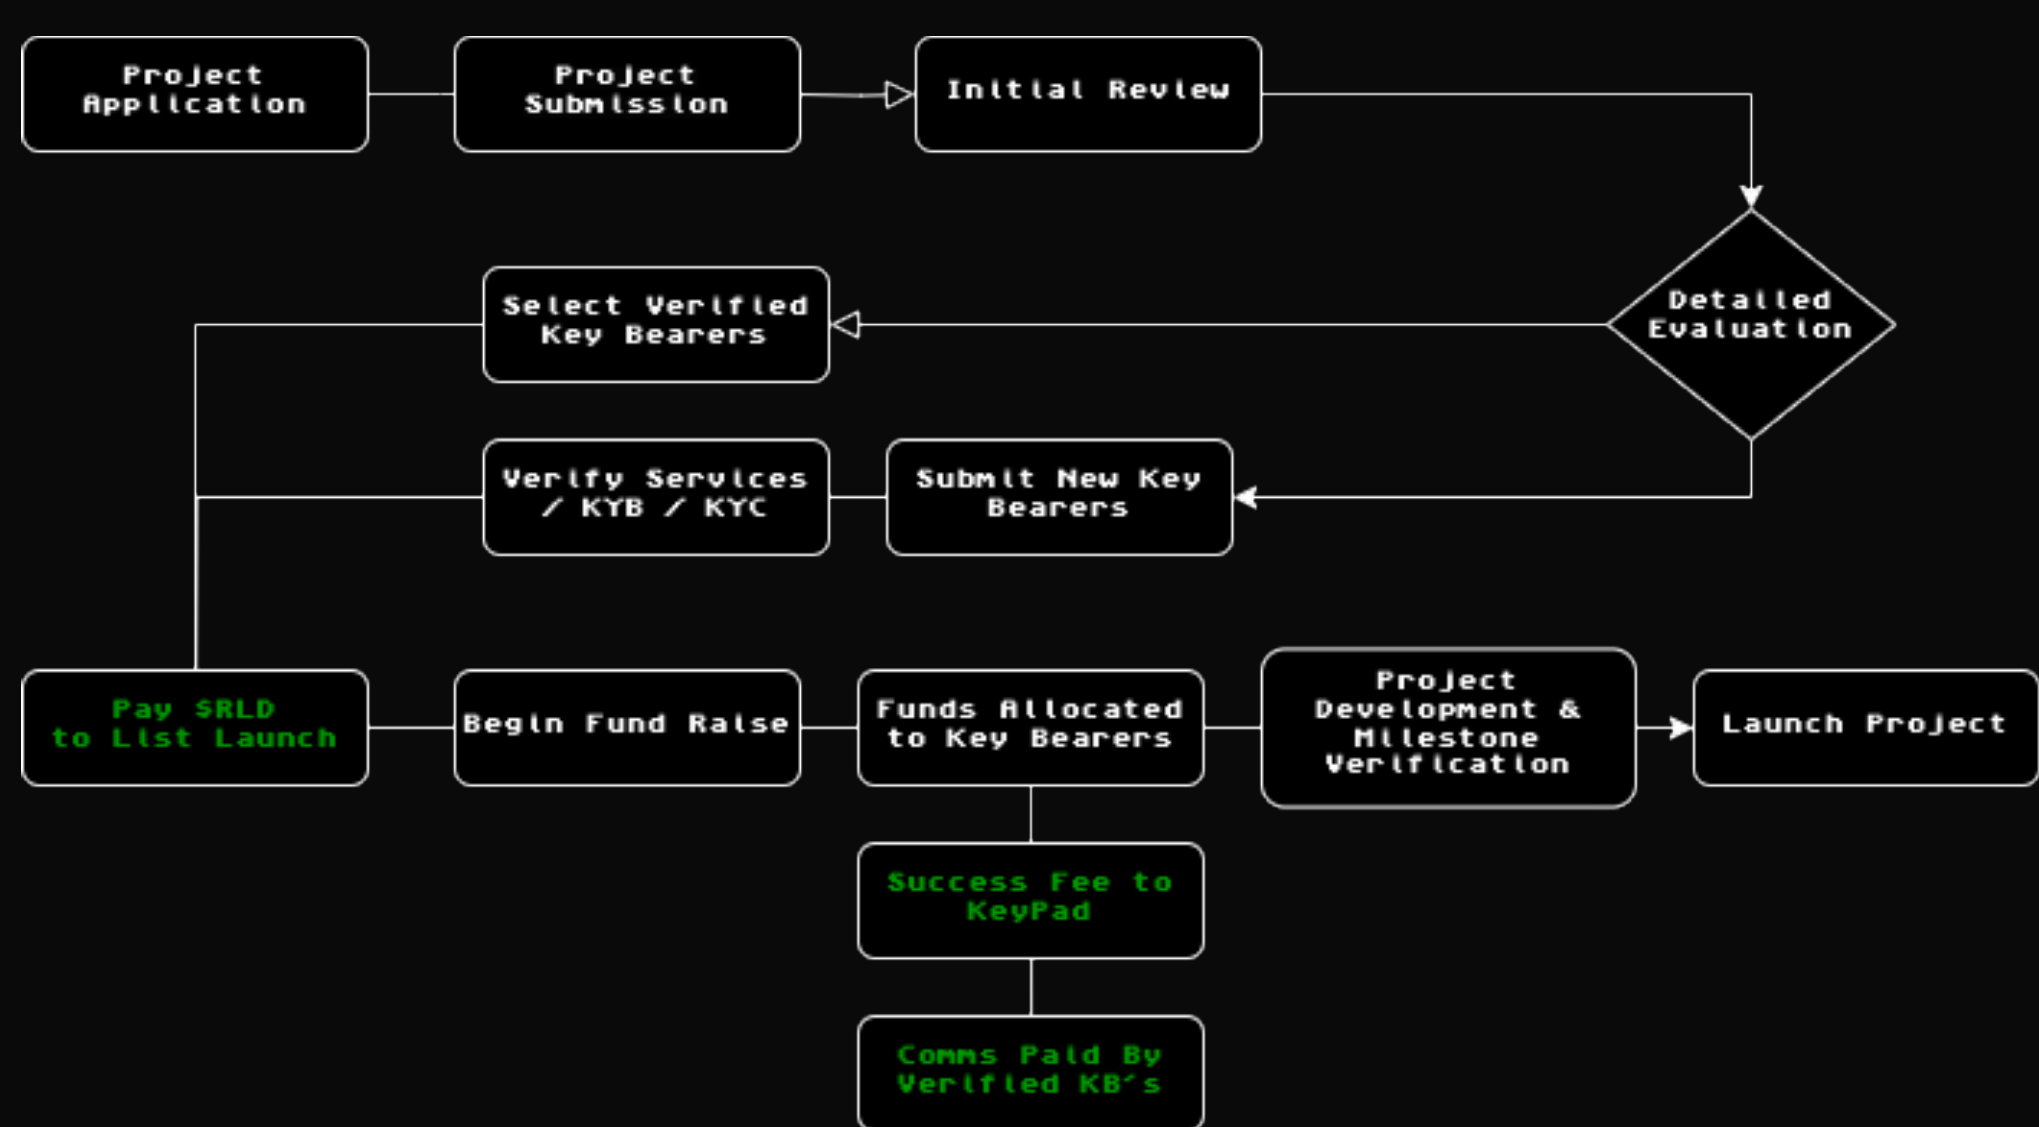 Project
Application
Project
Submission
Initial Review
Detailed
Evaluation
Select Verified
Key Bearers
Verify Services
/ KYB / KYC
Submit New Key
Bearers
Pay $RLD
to List Launch
Begin Fund Raise
Funds Allocated
to Key Bearers
Project
Development &
Milestone
Verification
Launch Project
Success Fee to
KeyPad
Comms Paid By
Verified KB's